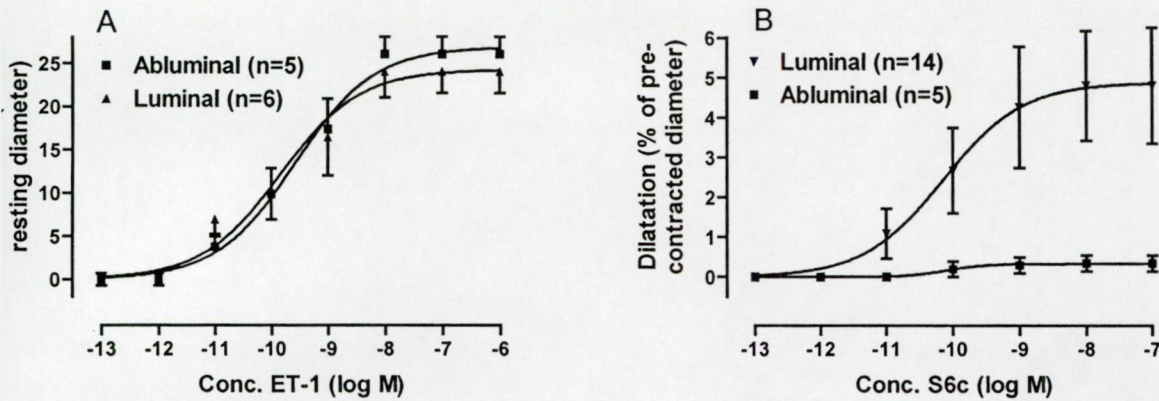 A
Abluminal (n=5)
Luminal (n=6)
resting diameter)
25
20
15
10
5
0
-13 -12 -11 -10 -9 -8 -7 -6
Conc. ET-1 (log M)
B
Luminal (n=14)
Abluminal (n=5)
Dilatation (% of pre-
contracted diameter)
6
5
4
3
2
1
0
-13 -12 -11 -10 -9 -8 -7
Conc. S6c (log M)